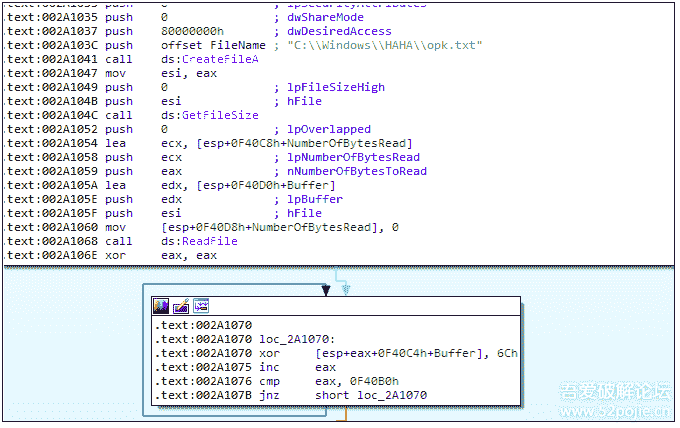 .text:002A1035 push 0 ; dwShareMode
.text:002A1037 push 80000000h ; dwDesiredAccess
.text:002A103C push offset FileName ; "C:\\Windows\\HAHA\\opk.txt"
.text:002A1041 call ds:CreateFileA
.text:002A1047 mov esi, eax
.text:002A1049 push 0 ; lpFileSizeHigh
.text:002A104B push esi ; hFile
.text:002A104C call ds:GetFileSize
.text:002A1052 push 0 ; lpOverlapped
.text:002A1054 lea ecx, [esp+0F40C8h+NumberOfBytesRead]
.text:002A1058 push ecx ; lpNumberOfBytesRead
.text:002A1059 push eax ; nNumberOfBytesToRead
.text:002A105A lea edx, [esp+0F40D0h+Buffer]
.text:002A105E push edx ; lpBuffer
.text:002A105F push esi ; hFile
.text:002A1060 mov [esp+0F40D8h+NumberOfBytesRead], 0
.text:002A1068 call ds:ReadFile
.text:002A106E xor eax, eax
.text:002A1070
.text:002A1070 loc_2A1070:
.text:002A1070 xor [esp+eax+0F40C4h+Buffer], 6Ch
.text:002A1075 inc eax
.text:002A1076 cmp eax, 0F40B0h
.text:002A107B jnz short loc_2A1070
吾爱破解论坛
www.52pojie.cn